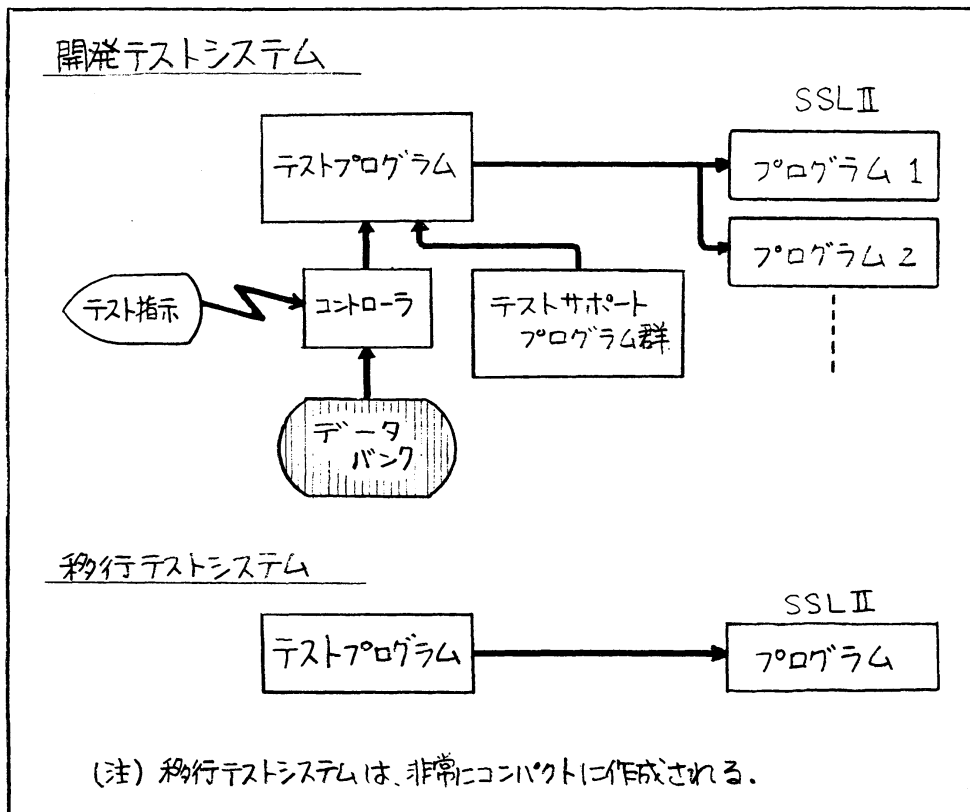 開発テストシステム
SSLⅡ
テストプログラム
プログラム 1
プログラム 2
テスト指示
コントローラ
テストサポート
プログラム群
データ
バンク
移行テストシステム
SSLⅡ
テストプログラム
プログラム
(注) 移行テストシステムは、非常にコンパクトに作成される.